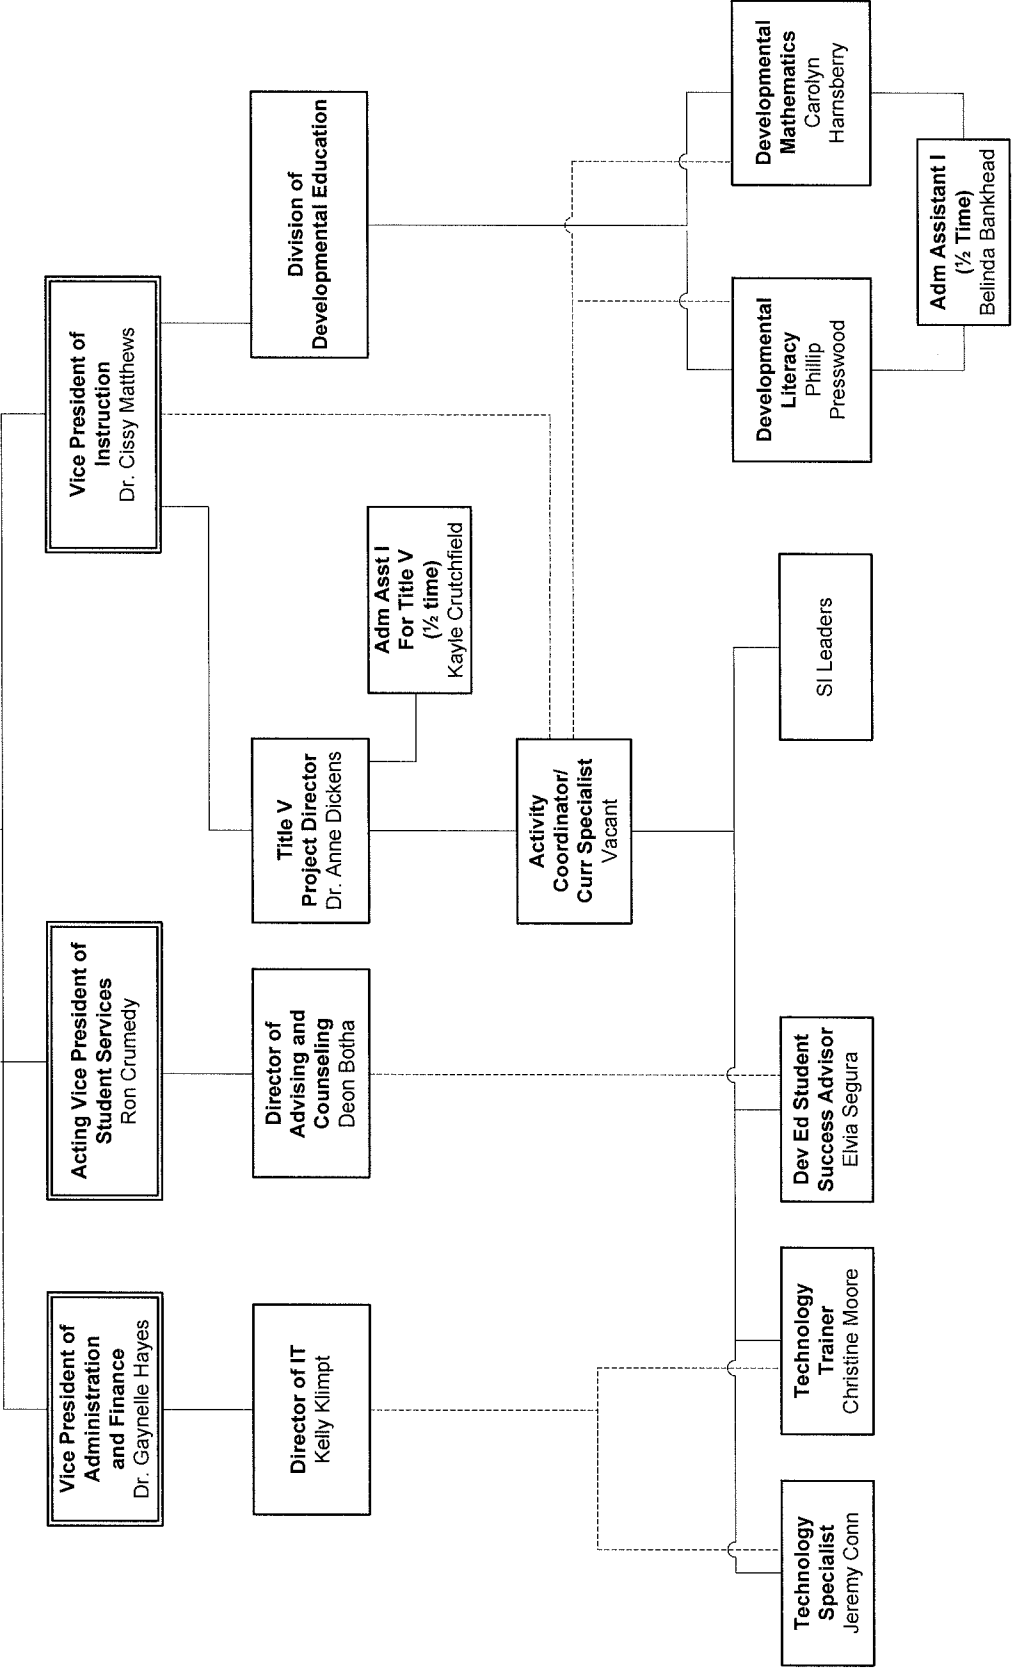 Vice President of
Administration
and Finance
Dr. Gaynelle Hayes
Acting Vice President of
Student Services
Ron Crumedy
Vice President of
Instruction
Dr. Cissy Matthews
Director of IT
Kelly Klimpt
Director of
Advising and
Counseling
Deon Botha
Title V
Project Director
Dr. Anne Dickens
Division of
Developmental Education
Adm Asst I
For Title V
(½ time)
Kayle Crutchfield
Activity
Coordinator/
Curr Specialist
Vacant
Technology
Specialist
Jeremy Conn
Technology
Trainer
Christine Moore
Dev Ed Student
Success Advisor
Elvia Segura
SI Leaders
Developmental
Literacy
Phillip
Presswood
Developmental
Mathematics
Carolyn
Harnsberry
Adm Assistant I
(½ Time)
Belinda Bankhead